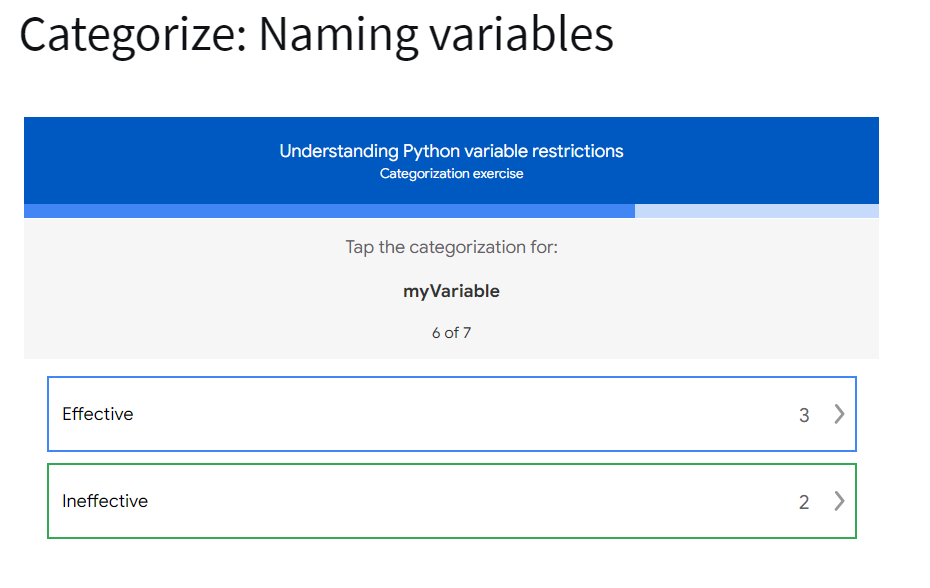 Categorize: Naming variables
Understanding Python variable restrictions
Categorization exercise
Tap the categorization for:
myVariable
6 of 7
Effective 3
Ineffective 2